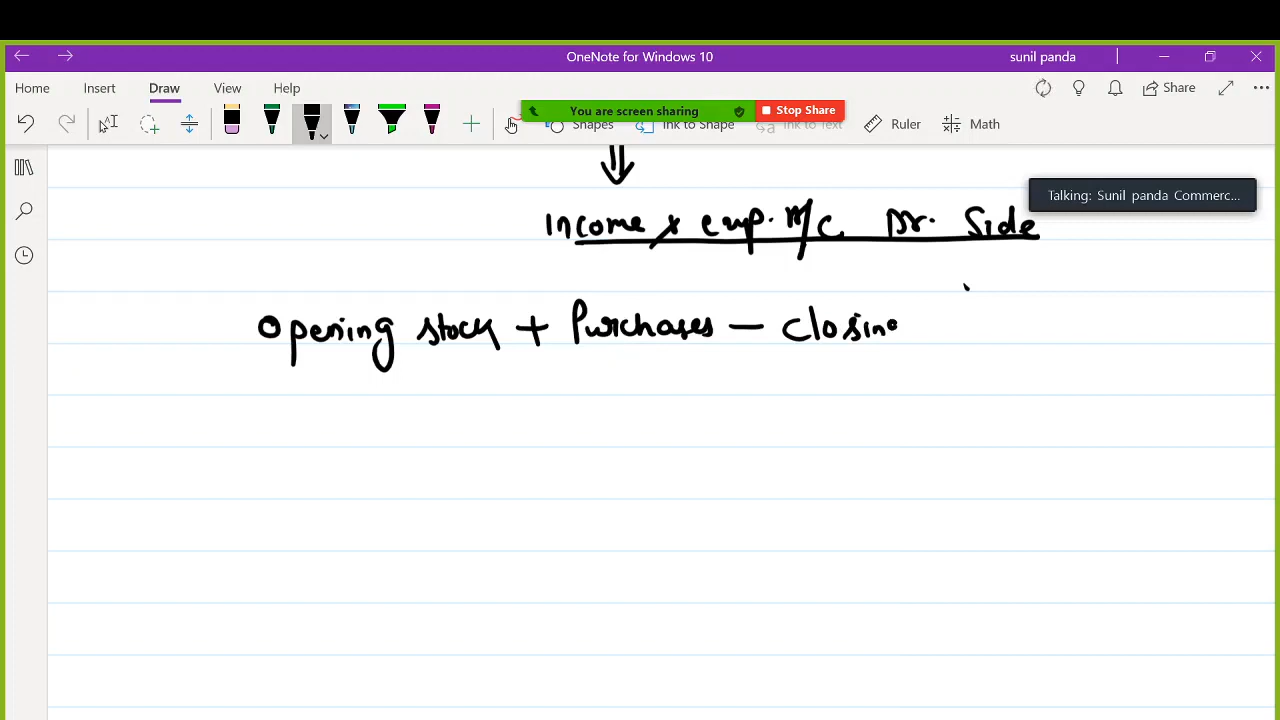 OneNote for Windows 10
sunil panda
Home Insert Draw View Help
Share
You are screen sharing
Stop Share
Shapes Ink to Shape Ink to Text Ruler Math
Talking: Sunil panda Commerc...
Income & exp. A/c Dr. Side
Opening stock + Purchases — closin